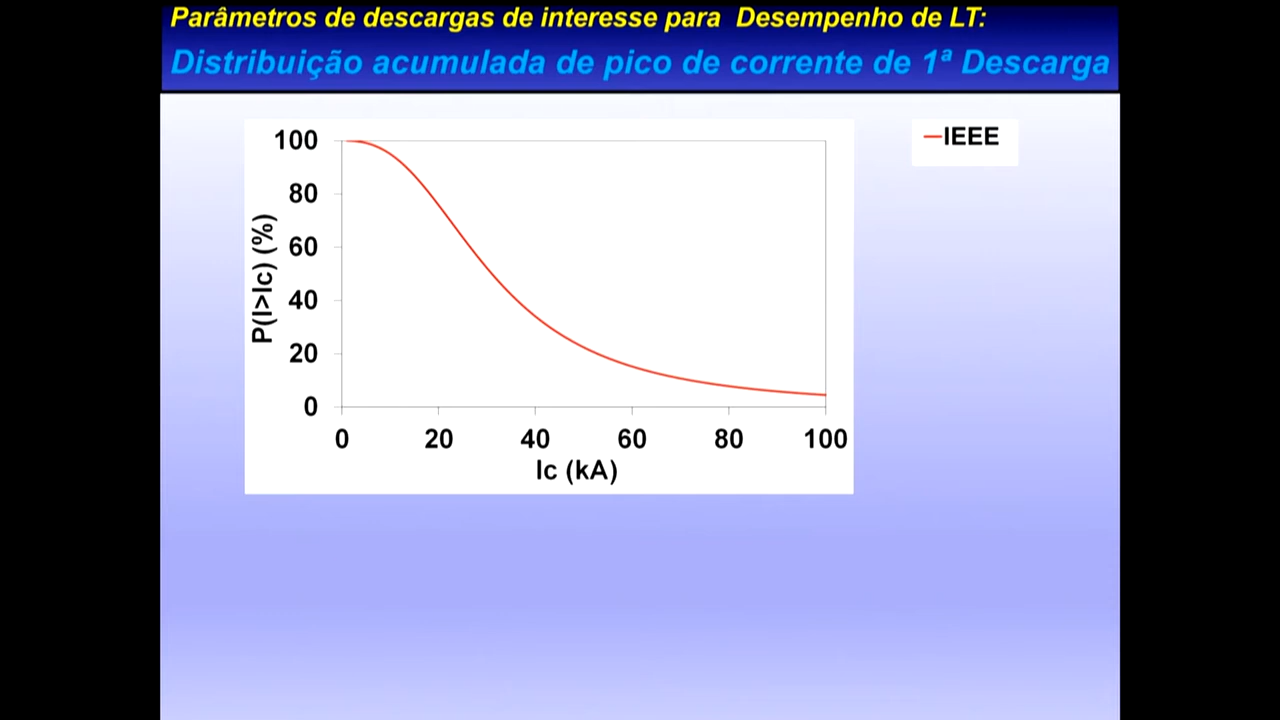 Parâmetros de descargas de interesse para Desempenho de LT:
Distribuição acumulada de pico de corrente de 1ª Descarga
IEEE
P(I>Ic) (%)
100
80
60
40
20
0
0 20 40 60 80 100
Ic (kA)